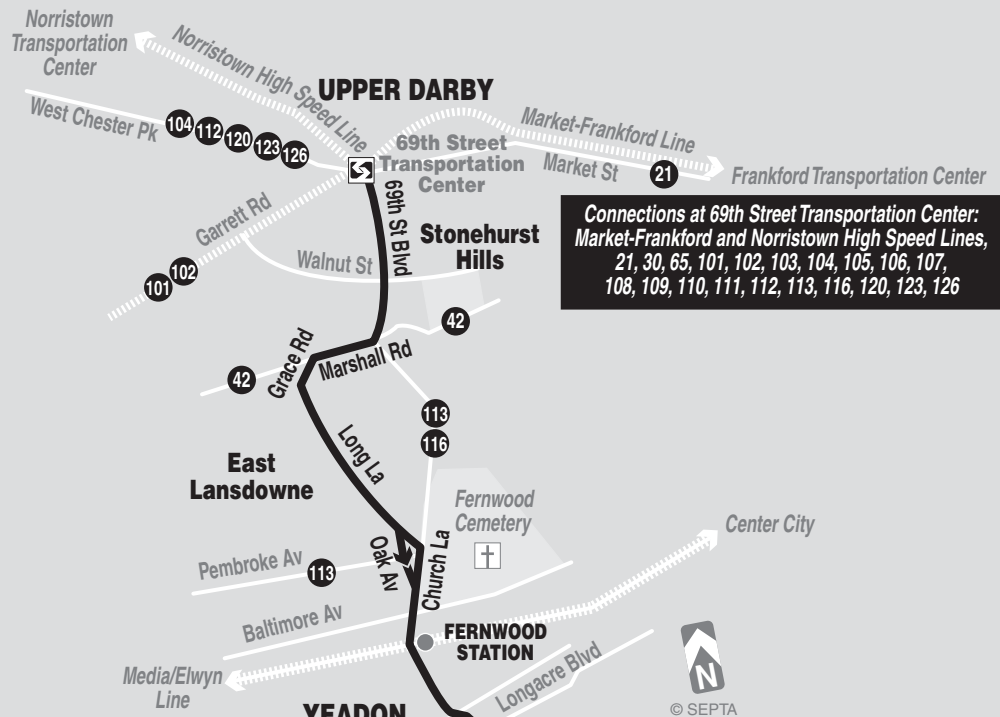 Norristown
Transportation
Center
Norristown High Speed Line
UPPER DARBY
West Chester Pk
104
112
120
123
126
69th Street
Transportation
Center
Market-Frankford Line
Market St
21
Frankford Transportation Center
Connections at 69th Street Transportation Center:
Market-Frankford and Norristown High Speed Lines,
21, 30, 65, 101, 102, 103, 104, 105, 106, 107,
108, 109, 110, 111, 112, 113, 116, 120, 123, 126
Garrett Rd
69th St Blvd
Stonehurst
Hills
Walnut St
102
101
42
Grace Rd
Marshall Rd
42
113
116
Long La
East
Lansdowne
Fernwood
Cemetery
Center City
Oak Av
Church La
Pembroke Av
113
Baltimore Av
FERNWOOD
STATION
Media/Elwyn
Line
Longacre Blvd
N
YEADON
© SEPTA